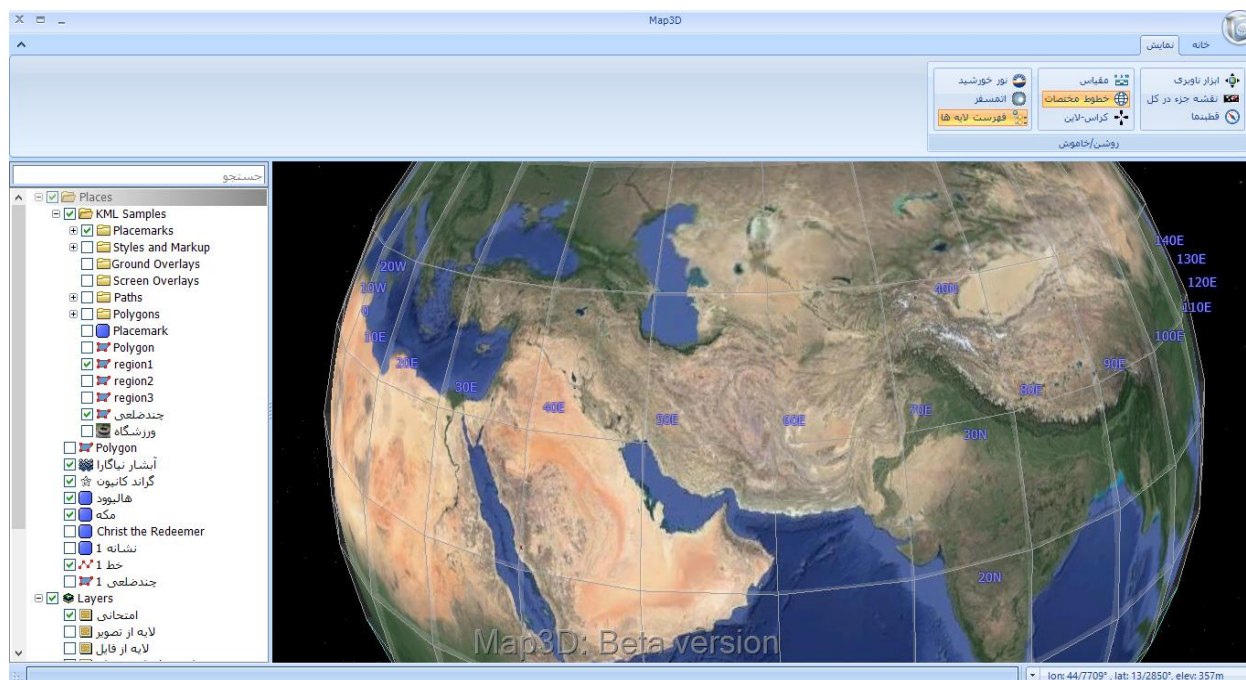 Map3D
خانه
نمایش
ابزار ناوبری
نقشه جزء در کل
قطبنما
مقیاس
خطوط مختصات
کراس-لاین
نور خورشید
اتمسفر
فهرست لایه ها
روشن/خاموش
جستجو
Places
KML Samples
Placemarks
Styles and Markup
Ground Overlays
Screen Overlays
Paths
Polygons
Placemark
Polygon
region1
region2
region3
چندضلعی
ورزشگاه
Polygon
آبشار نیاگارا
گراند کانیون
هالیوود
مکه
Christ the Redeemer
نشانه 1
خط 1
چندضلعی 1
Layers
امتحانی
لایه از تصویر
لایه از فایل
140E
130E
120E
110E
100E
90E
80E
70E
60E
50E
40E
30E
20E
10E
0
10W
20W
40N
30N
20N
Map3D: Beta version
lon: 44/7709° , lat: 13/2850°, elev: 357m